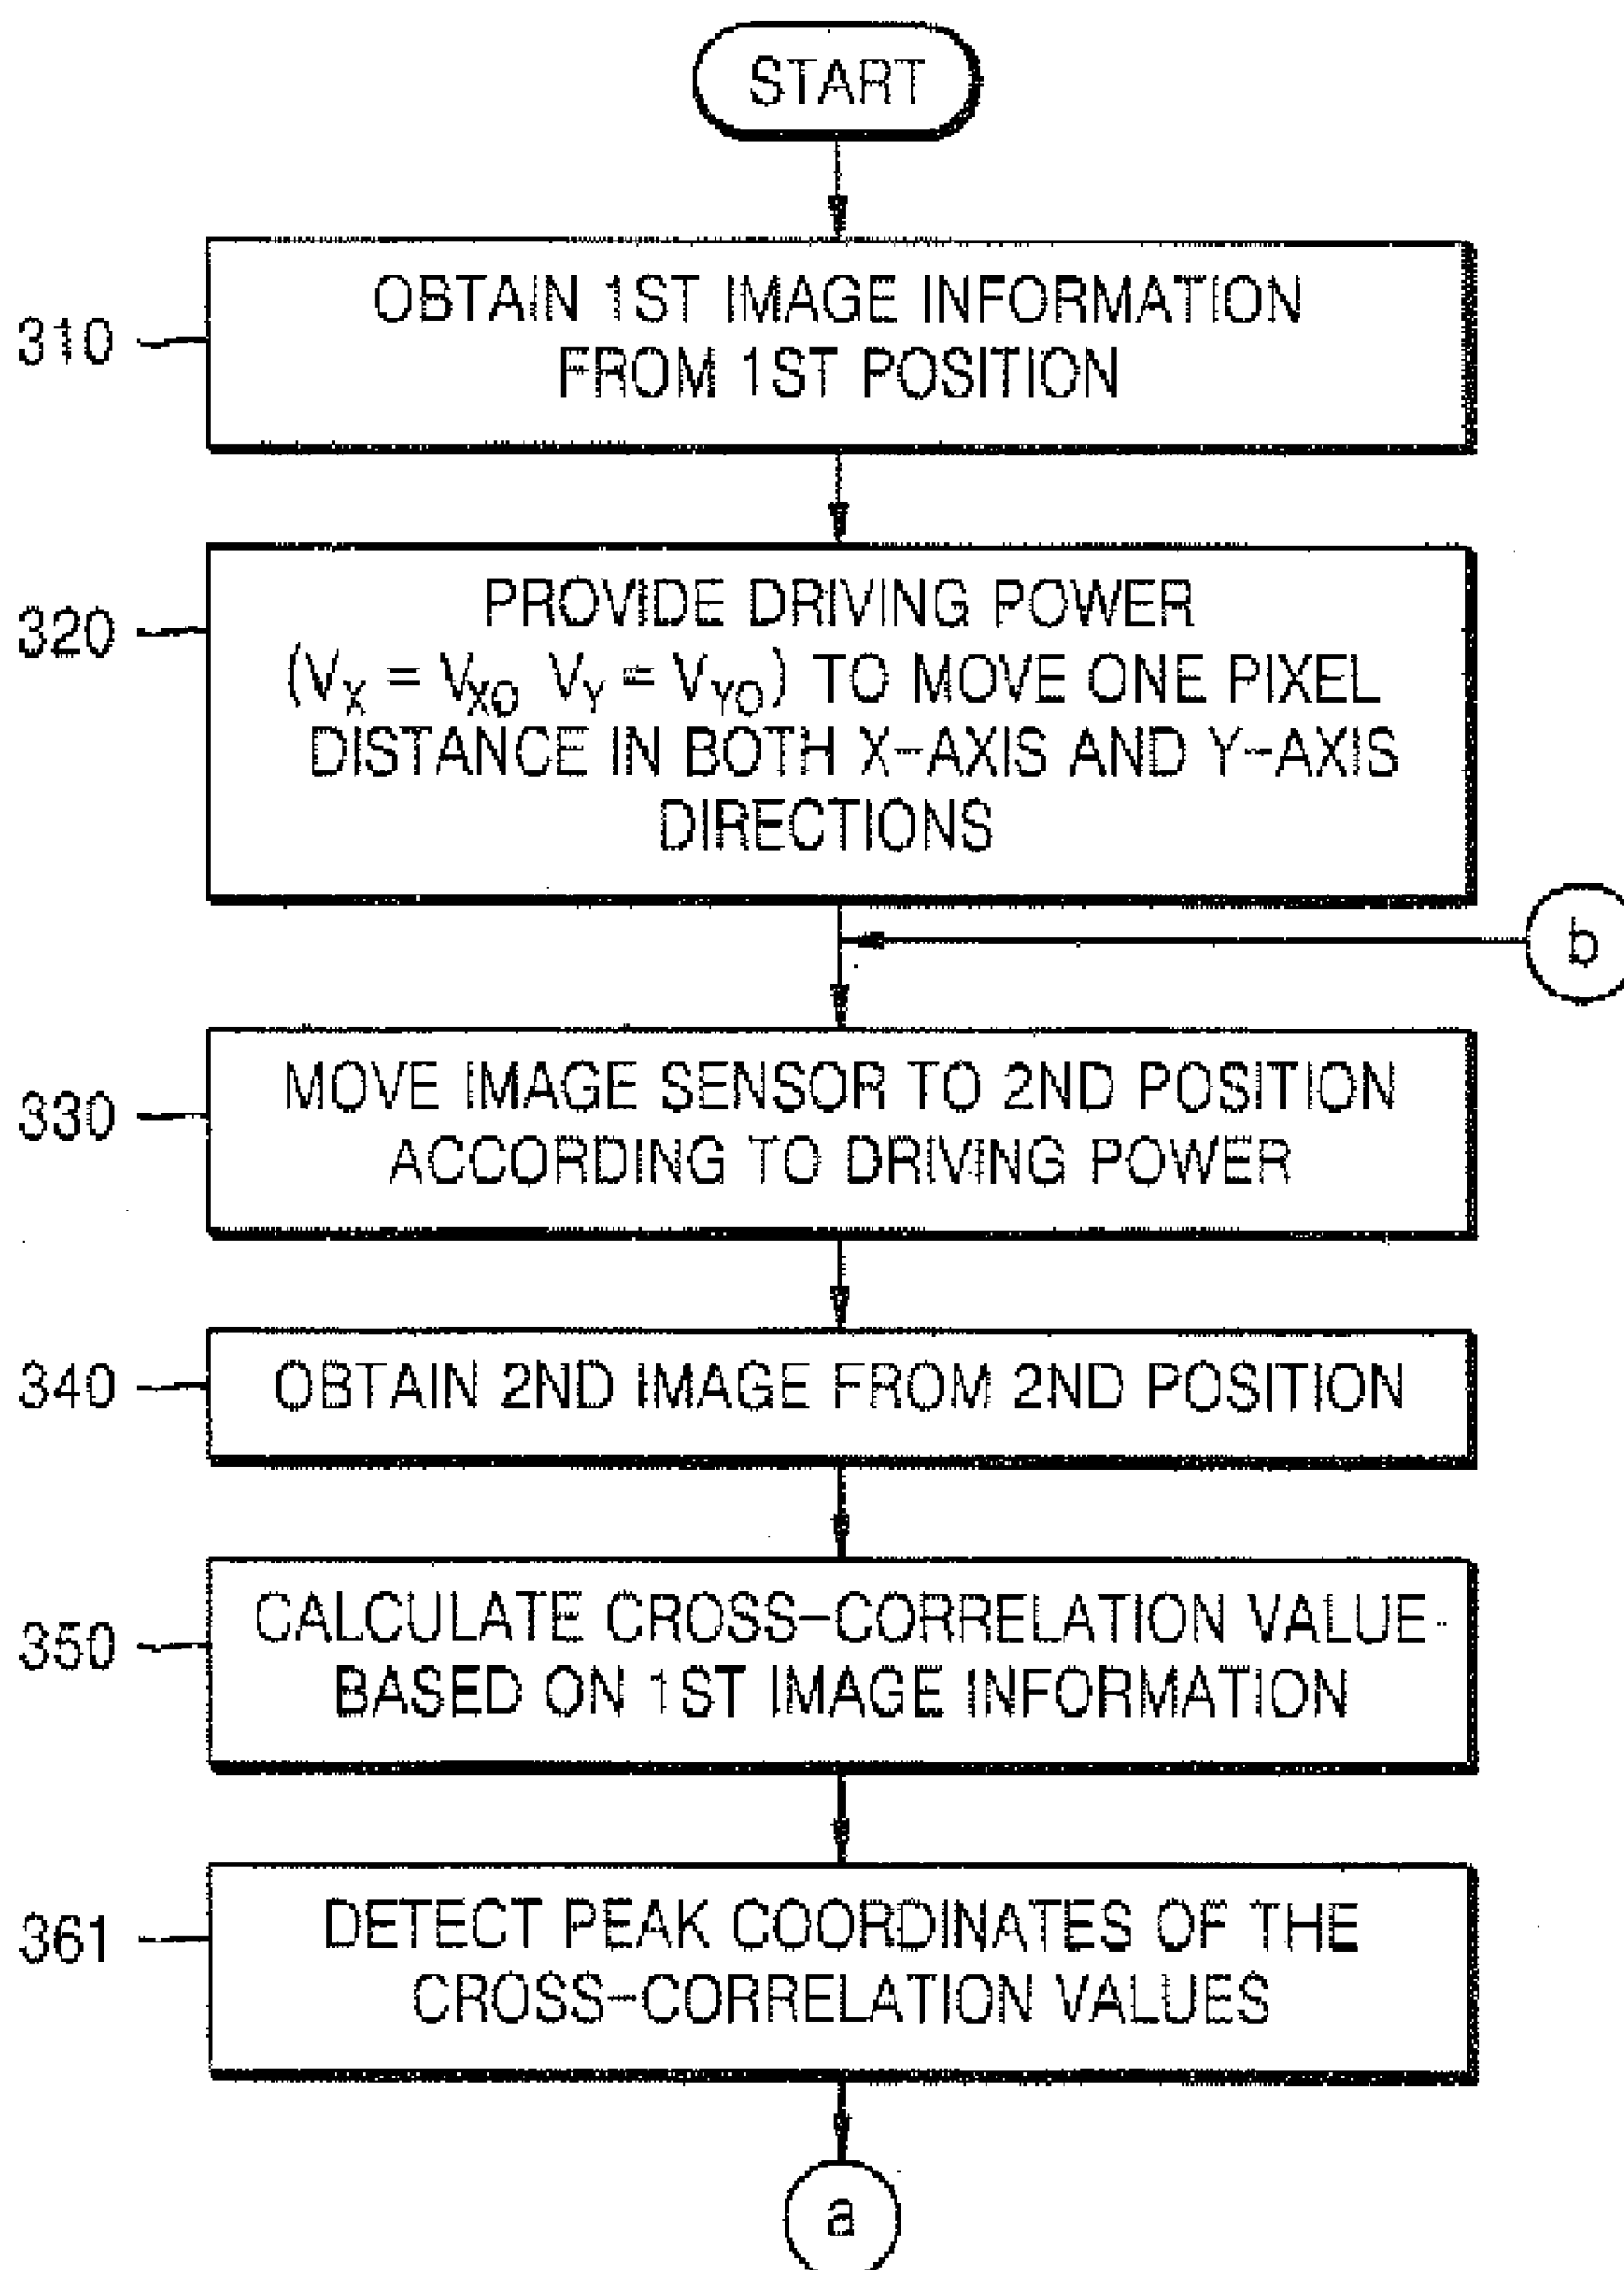 START
310
OBTAIN 1ST IMAGE INFORMATION
FROM 1ST POSITION
320
PROVIDE DRIVING POWER
(VX = VXO VY = VYO) TO MOVE ONE PIXEL
DISTANCE IN BOTH X-AXIS AND Y-AXIS
DIRECTIONS
b
330
MOVE IMAGE SENSOR TO 2ND POSITION
ACCORDING TO DRIVING POWER
340
OBTAIN 2ND IMAGE FROM 2ND POSITION
350
CALCULATE CROSS-CORRELATION VALUE
BASED ON 1ST IMAGE INFORMATION
361
DETECT PEAK COORDINATES OF THE
CROSS-CORRELATION VALUES
a